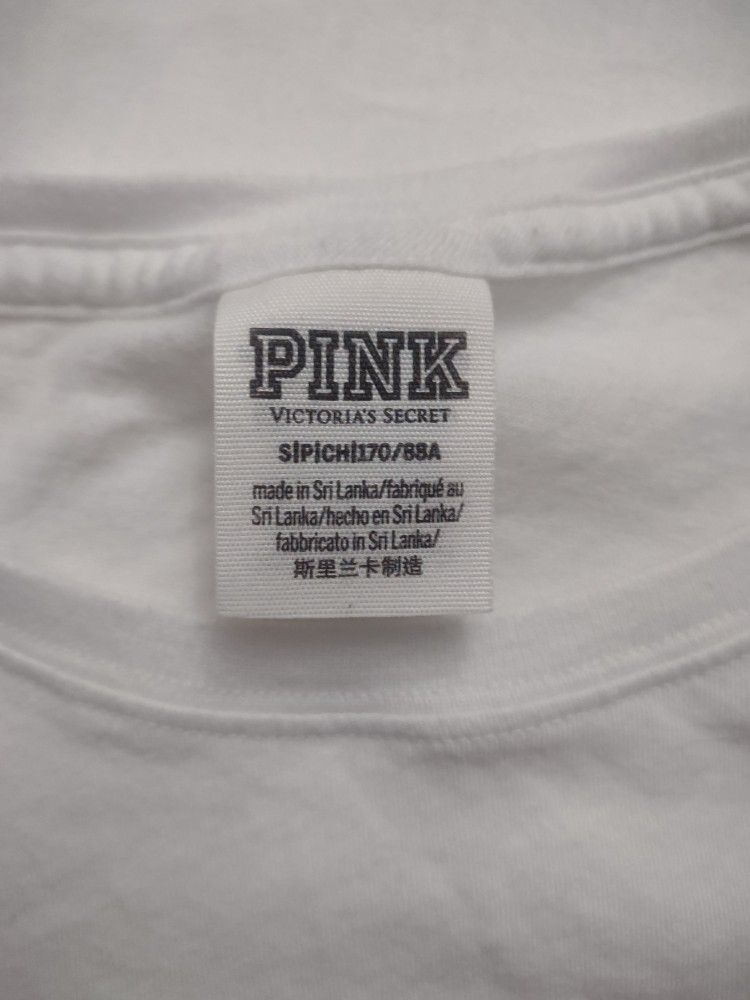 PINK
VICTORIA'S SECRET
S|P|CH|170/88A
made in Sri Lanka/fabriqué au
Sri Lanka/hecho en Sri Lanka/
fabbricato in Sri Lanka/
斯里兰卡制造